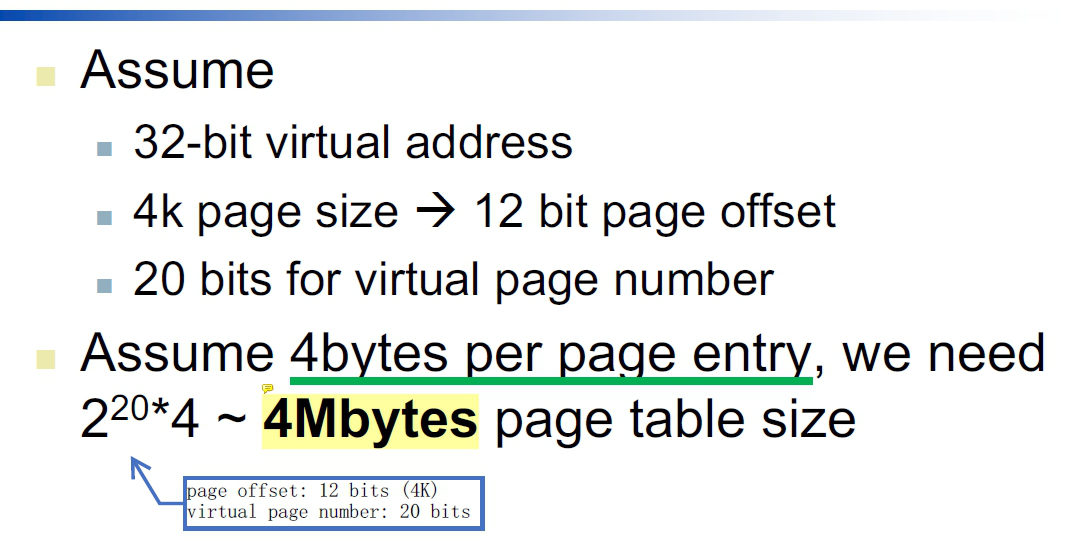 Assume
32-bit virtual address
4k page size → 12 bit page offset
20 bits for virtual page number
Assume 4bytes per page entry, we need
2²⁰*4 ~ 4Mbytes page table size
page offset: 12 bits (4K)
virtual page number: 20 bits